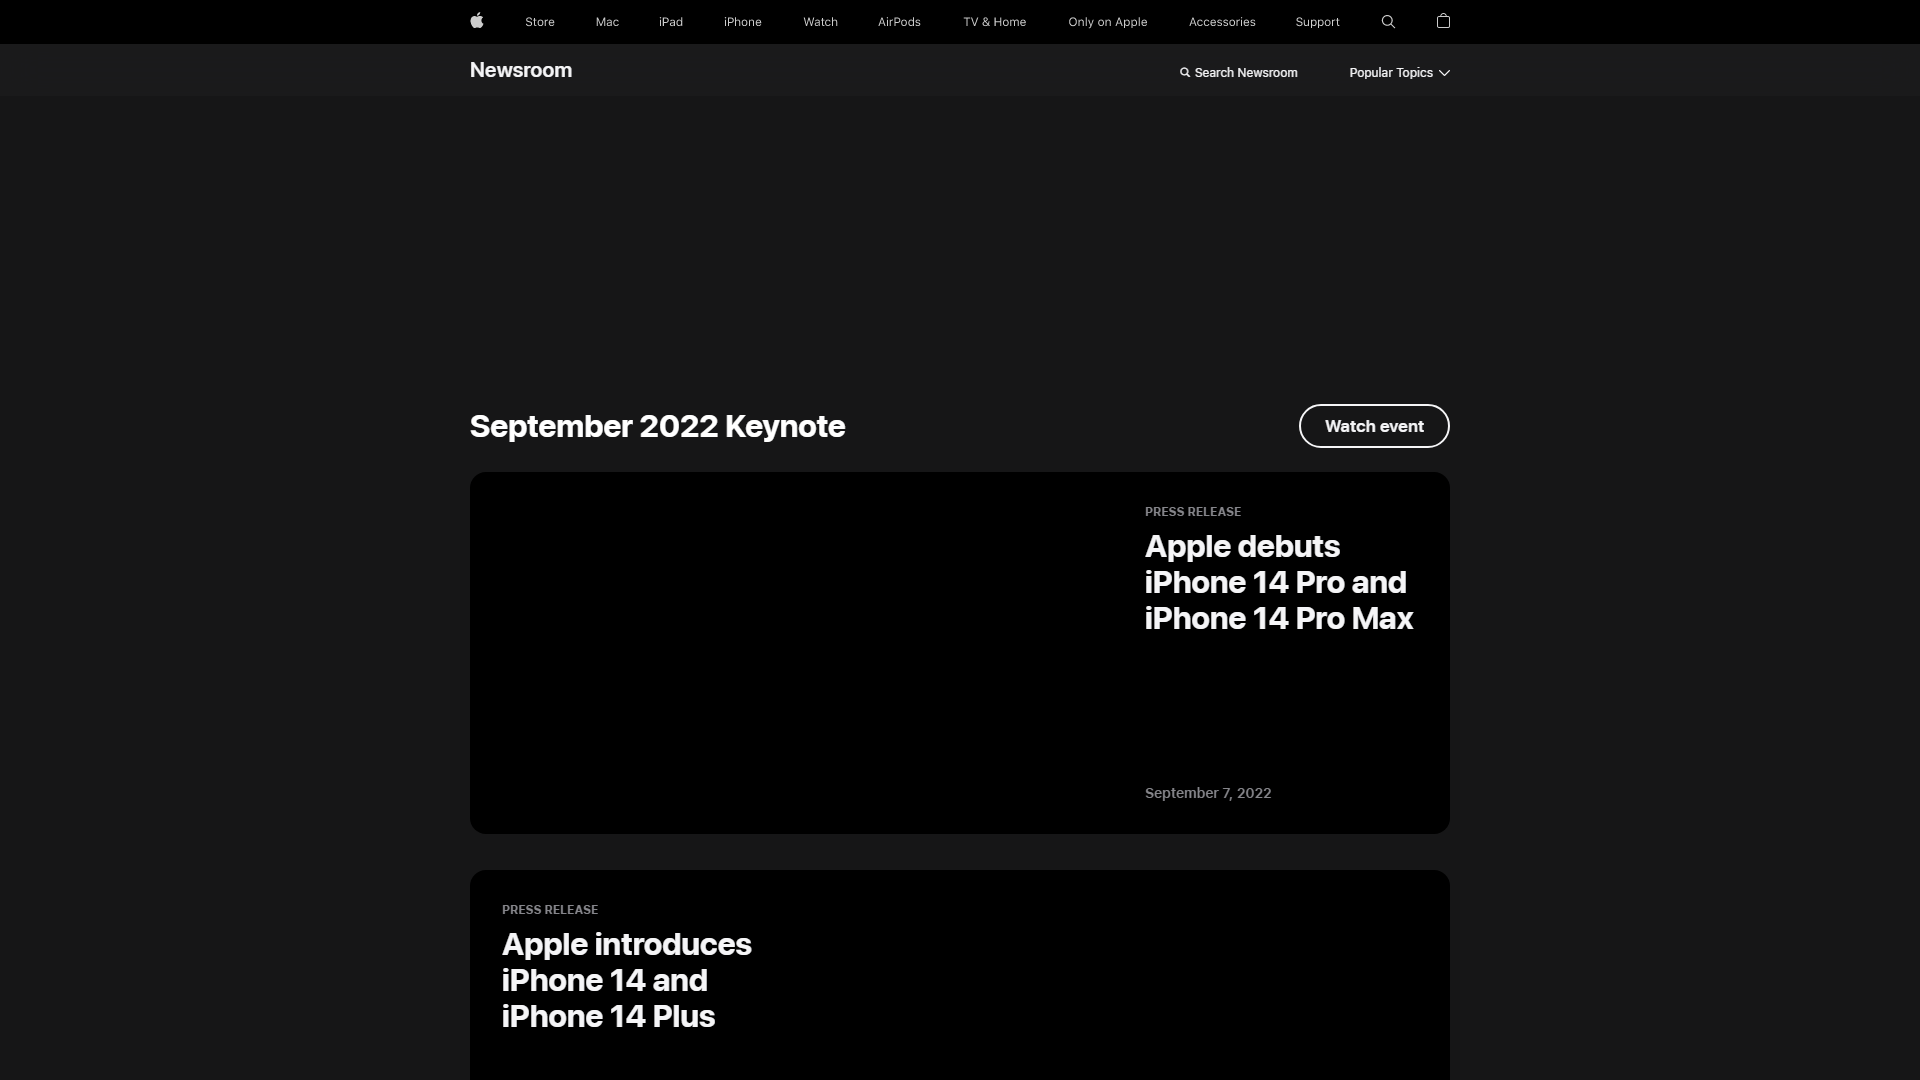 Store Mac iPad iPhone Watch AirPods TV & Home Only on Apple Accessories Support
Newsroom Search Newsroom Popular Topics
September 2022 Keynote Watch event
PRESS RELEASE
Apple debuts
iPhone 14 Pro and
iPhone 14 Pro Max
September 7, 2022
PRESS RELEASE
Apple introduces
iPhone 14 and
iPhone 14 Plus